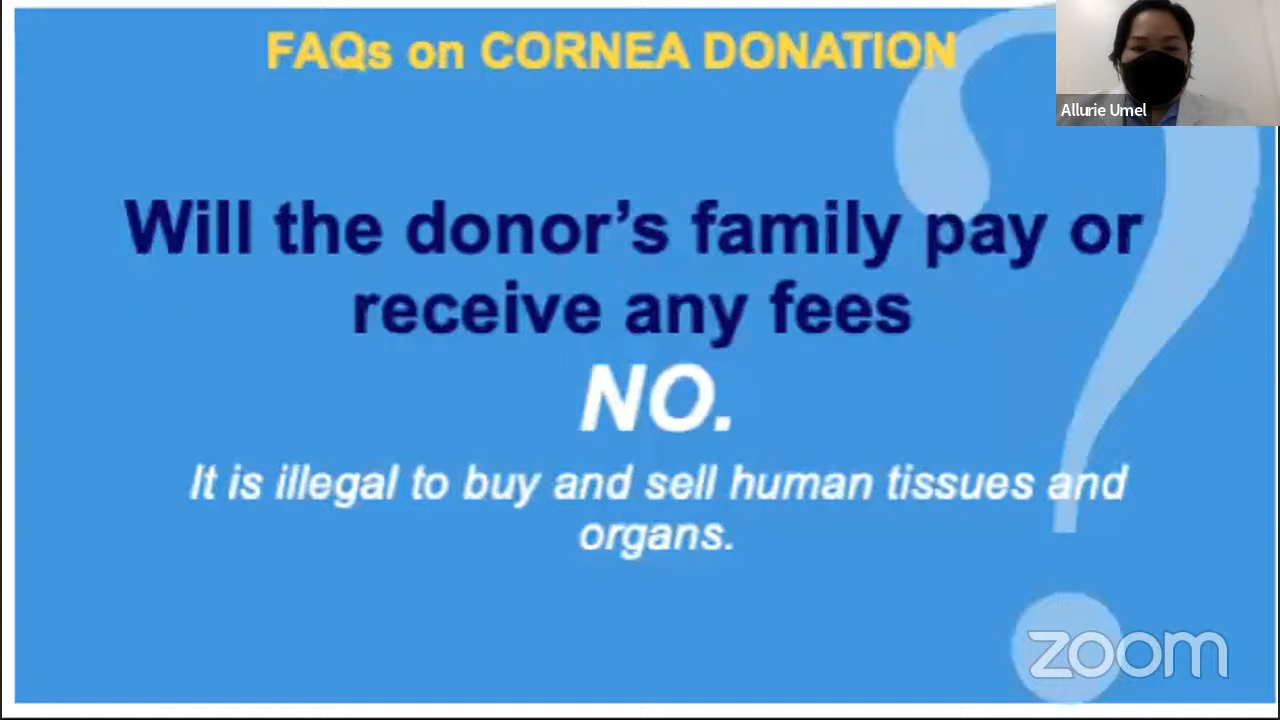 FAQs on CORNEA DONATION
Allurie Umel
Will the donor's family pay or
receive any fees
NO.
It is illegal to buy and sell human tissues and
organs.
zoom